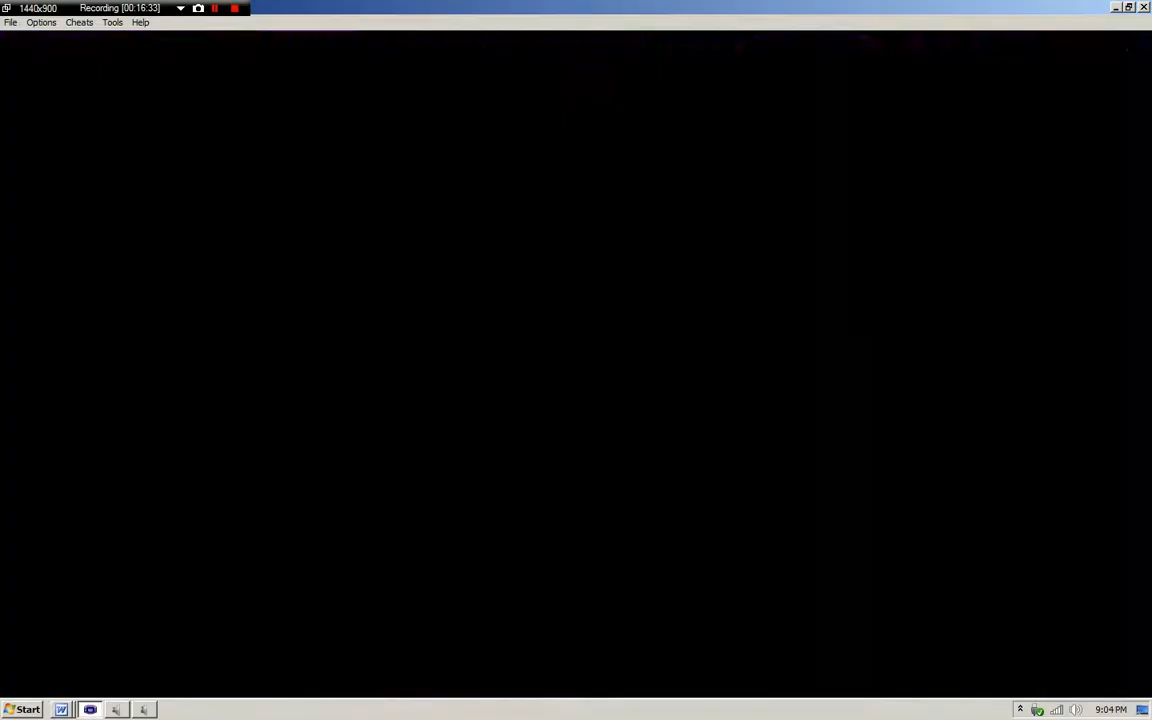 1440x900 Recording [00:16:33]
File Options Cheats Tools Help
Start W 9:04 PM